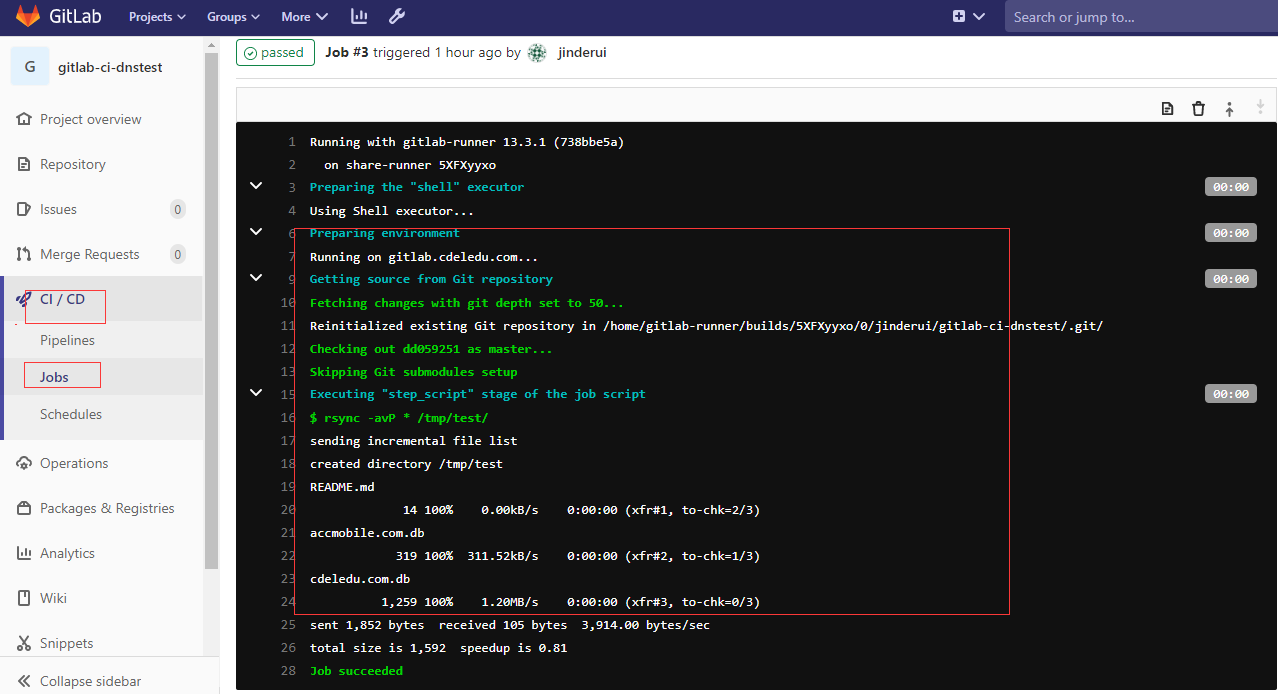 GitLab Projects Groups More Search or jump to...
G gitlab-ci-dnstest
Project overview
Repository
Issues 0
Merge Requests 0
CI / CD
Pipelines
Jobs
Schedules
Operations
Packages & Registries
Analytics
Wiki
Snippets
Collapse sidebar
passed Job #3 triggered 1 hour ago by jinderui
1 Running with gitlab-runner 13.3.1 (738bbe5a)
2 on share-runner 5XFXyyxo
3 Preparing the "shell" executor 00:00
4 Using Shell executor...
6 Preparing environment 00:00
7 Running on gitlab.cdeledu.com...
9 Getting source from Git repository 00:00
10 Fetching changes with git depth set to 50...
11 Reinitialized existing Git repository in /home/gitlab-runner/builds/5XFXyyxo/0/jinderui/gitlab-ci-dnstest/.git/
12 Checking out dd059251 as master...
13 Skipping Git submodules setup
15 Executing "step_script" stage of the job script 00:00
16 $ rsync -avP * /tmp/test/
17 sending incremental file list
18 created directory /tmp/test
19 README.md
20 14 100% 0.00kB/s 0:00:00 (xfr#1, to-chk=2/3)
21 accmobile.com.db
22 319 100% 311.52kB/s 0:00:00 (xfr#2, to-chk=1/3)
23 cdeledu.com.db
24 1,259 100% 1.20MB/s 0:00:00 (xfr#3, to-chk=0/3)
25 sent 1,852 bytes received 105 bytes 3,914.00 bytes/sec
26 total size is 1,592 speedup is 0.81
28 Job succeeded